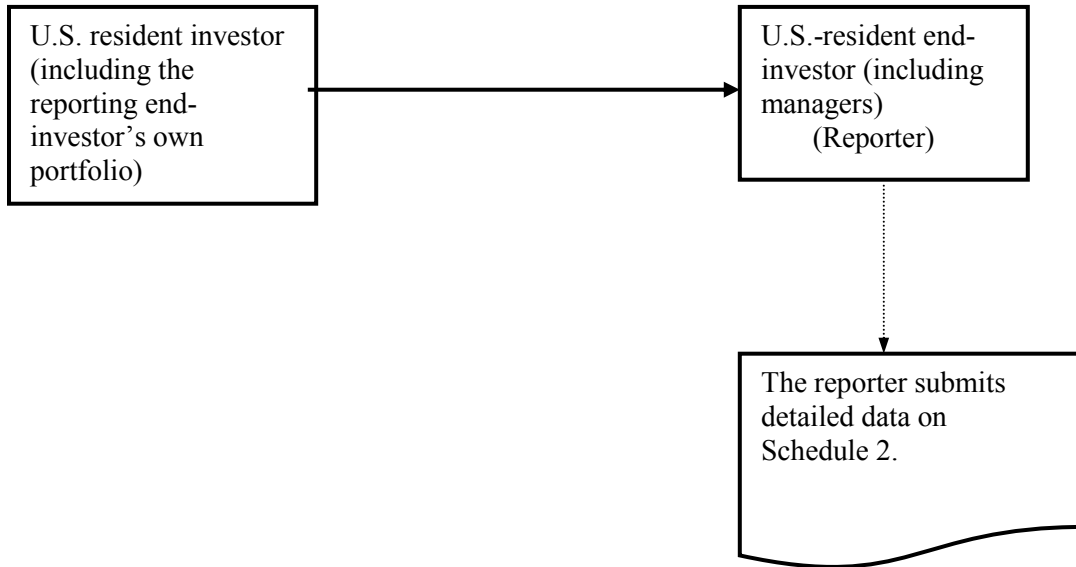 U.S. resident investor
(including the
reporting end-
investor’s own
portfolio)
U.S.-resident end-
investor (including
managers)
(Reporter)
The reporter submits
detailed data on
Schedule 2.